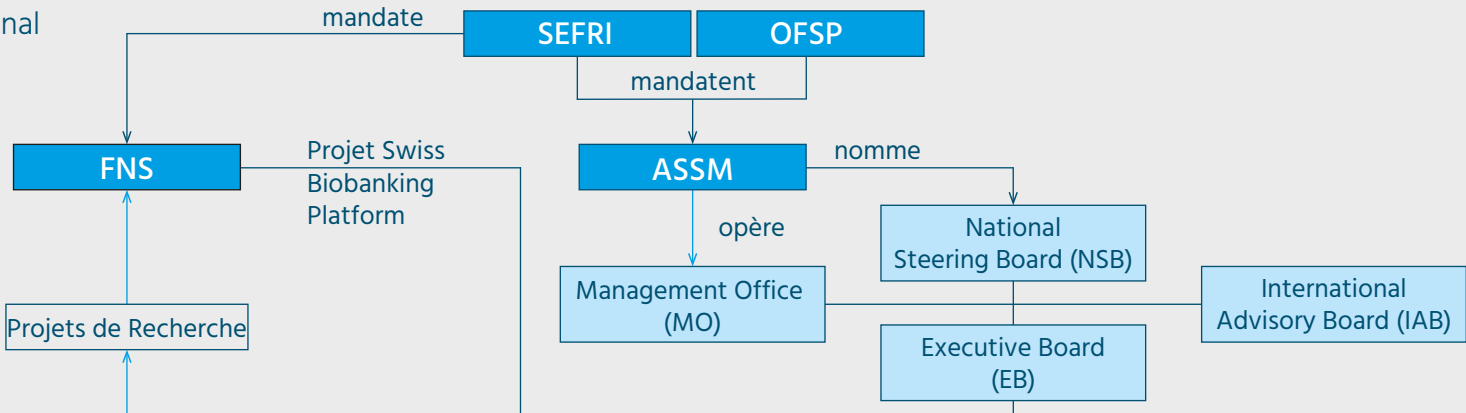 nal
mandate
SEFRI
OFSP
mandatent
FNS
Projet Swiss
Biobanking
Platform
ASSM
nomme
opère
National
Steering Board (NSB)
Management Office
(MO)
International
Advisory Board (IAB)
Projets de Recherche
Executive Board
(EB)